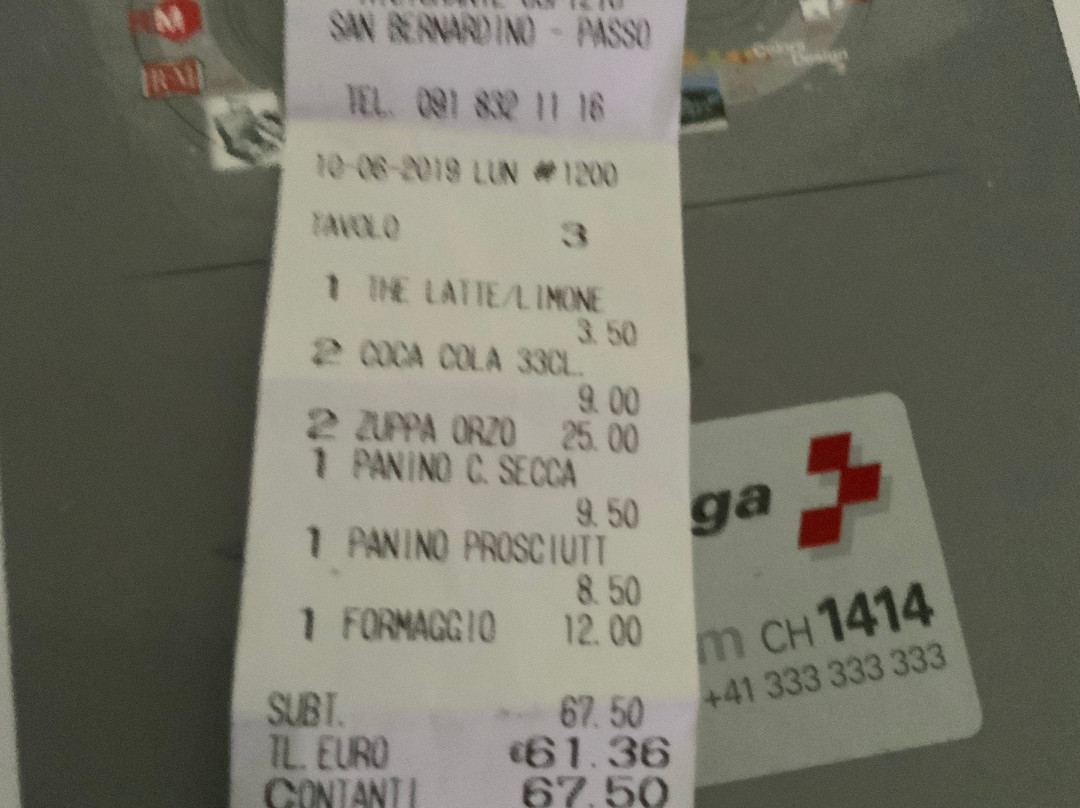 SAN BERNARDINO - PASSO
TEL. 091 832 11 16
10-06-2019 LUN #1200
TAVOLO 3
1 THE LATTE/LIMONE
3.50
2 COCA COLA 33CL.
9.00
2 ZUPPA ORZO 25.00
1 PANINO C. SECCA
9.50
1 PANINO PROSCIUTT
8.50
1 FORMAGGIO 12.00
SUBT. 67.50
TL. EURO €61.36
CONTANTI 67.50
ga
m CH 1414
+41 333 333 333